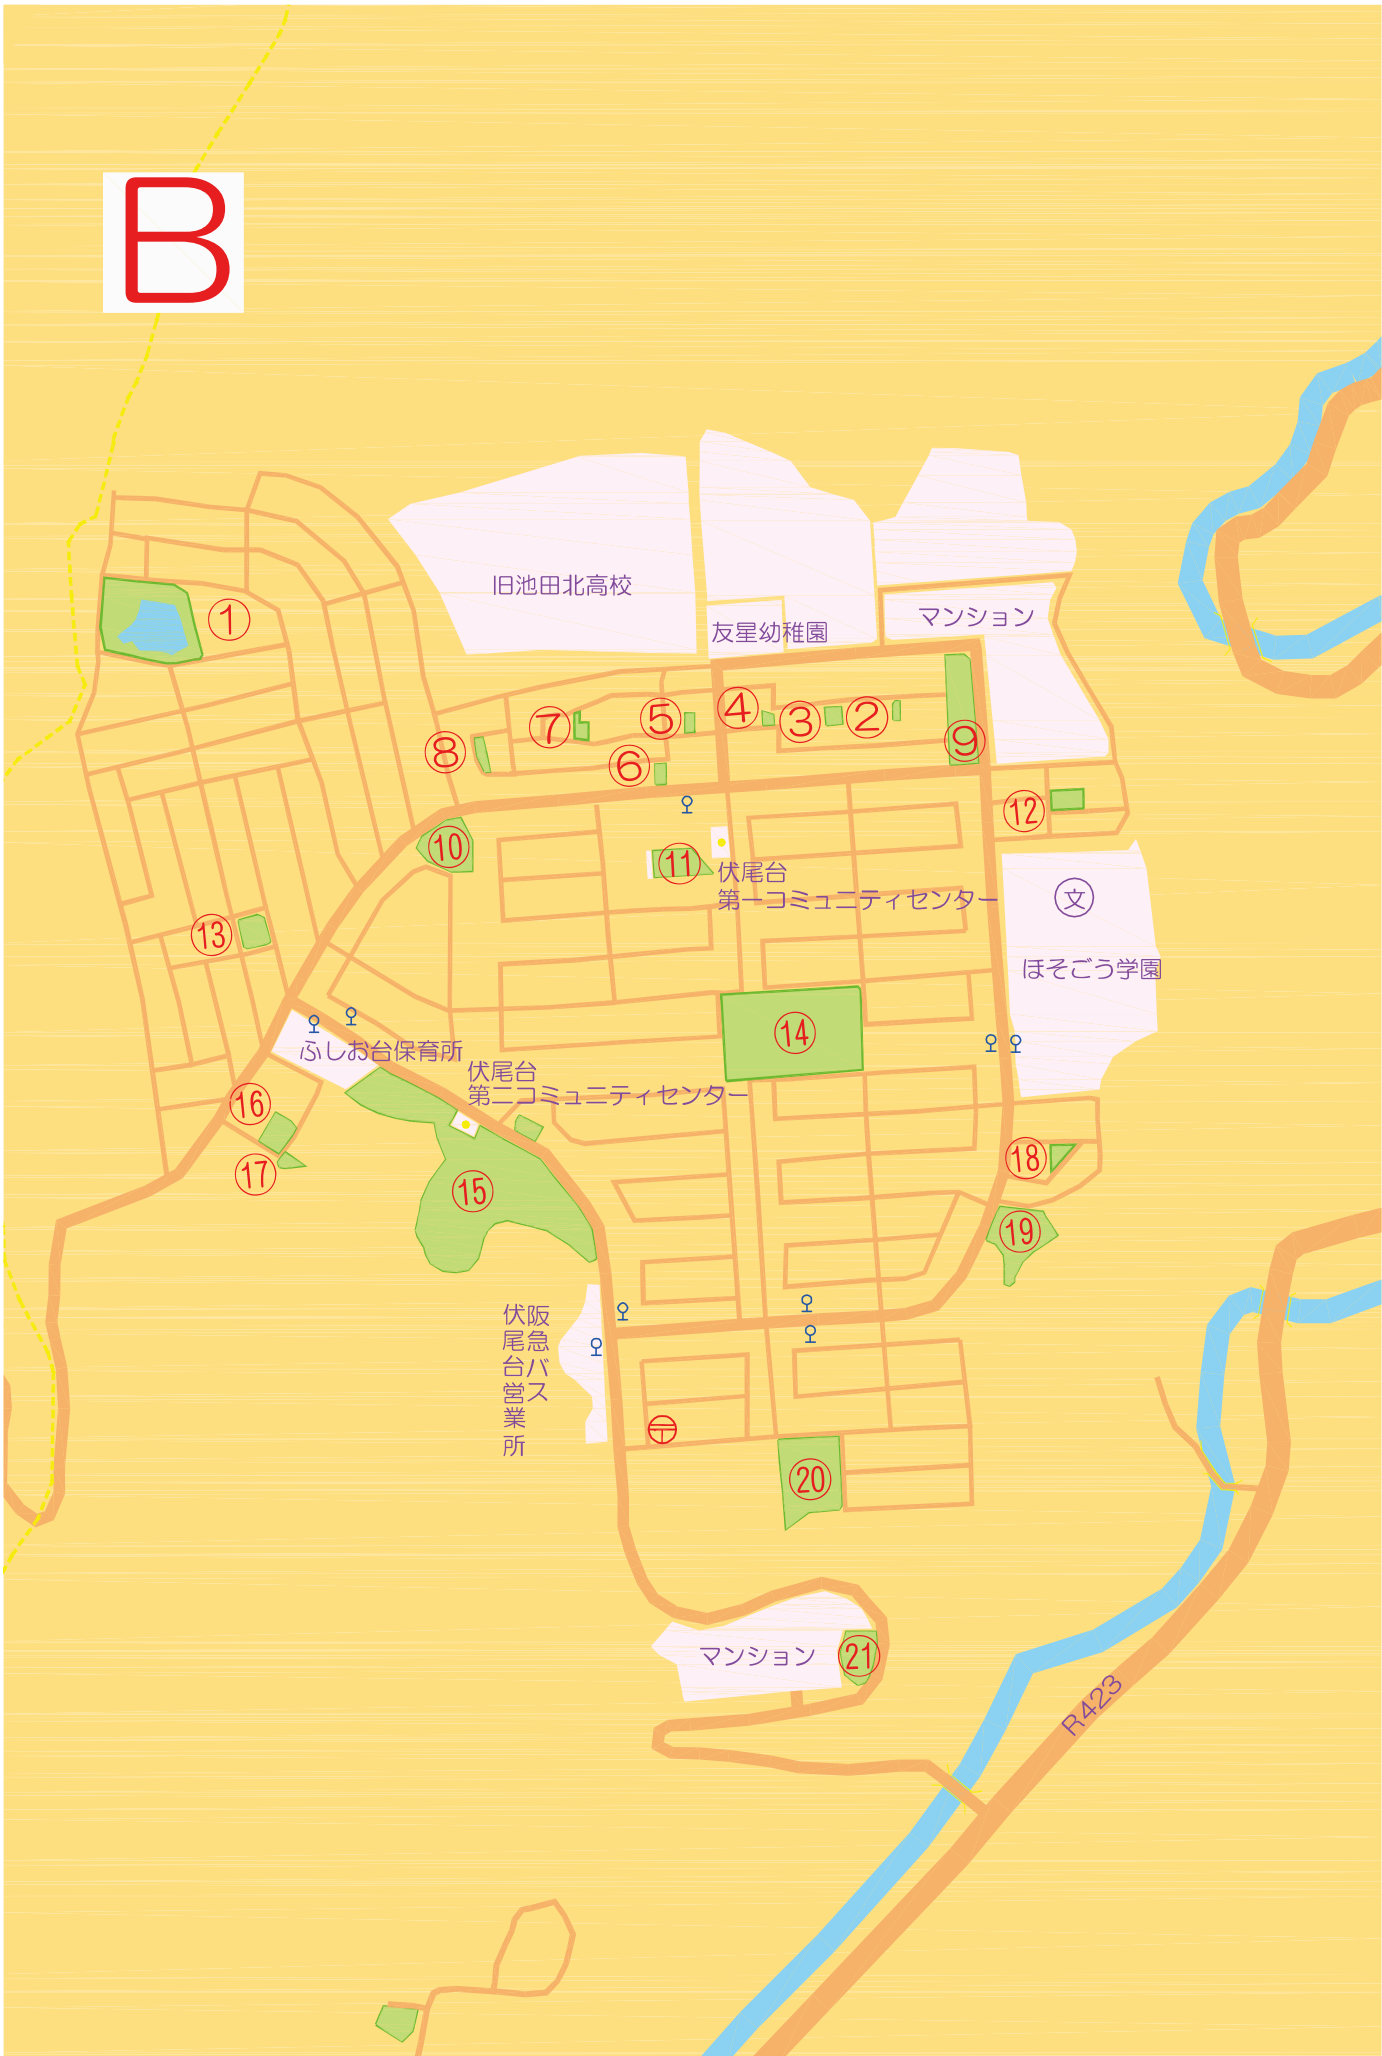 B
旧池田北高校
友星幼稚園
マンション
①
②
③
④
⑤
⑥
⑦
⑧
⑨
⑩
⑪
⑫
伏尾台
第一コミュニティセンター
文
ほそごう学園
⑬
⑭
ふしお台保育所
伏尾台
第二コミュニティセンター
⑯
⑰
⑮
⑱
⑲
阪急バス
伏尾台営業所
〒
⑳
マンション
㉑
R423